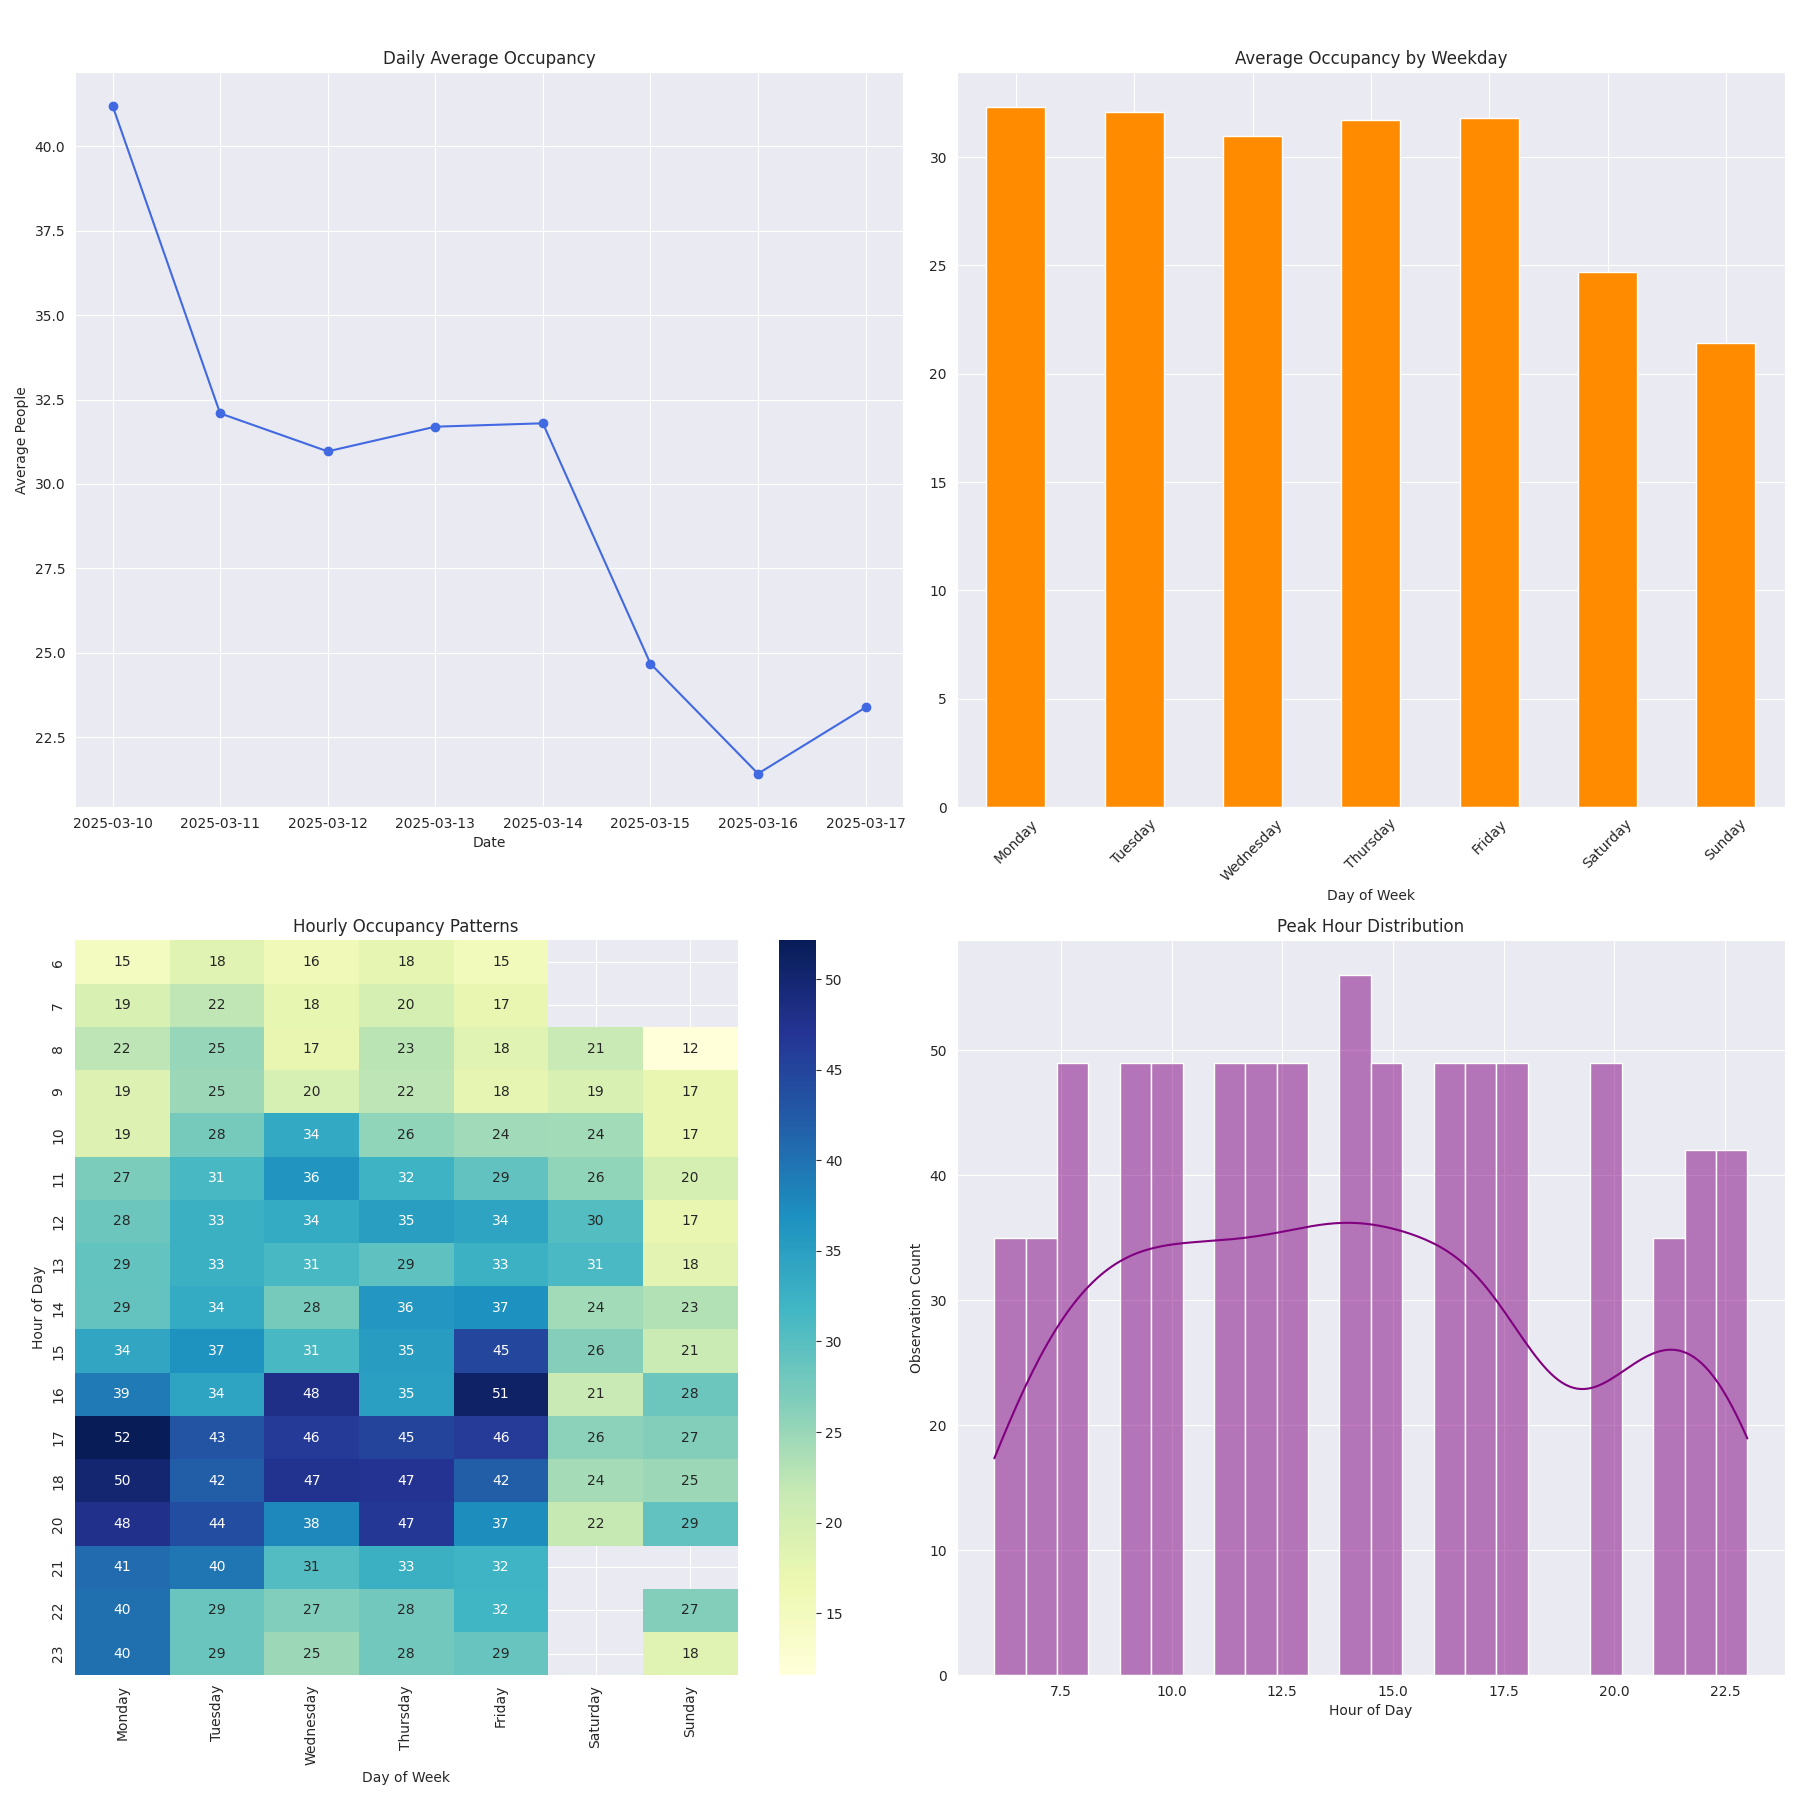 Daily Average Occupancy
Average People
40.0
37.5
35.0
32.5
30.0
27.5
25.0
22.5
2025-03-10 2025-03-11 2025-03-12 2025-03-13 2025-03-14 2025-03-15 2025-03-16 2025-03-17
Date
Average Occupancy by Weekday
30
25
20
15
10
5
0
Monday Tuesday Wednesday Thursday Friday Saturday Sunday
Day of Week
Hourly Occupancy Patterns
Hour of Day
6 15 18 16 18 15
7 19 22 18 20 17
8 22 25 17 23 18 21 12
9 19 25 20 22 18 19 17
10 19 28 34 26 24 24 17
11 27 31 36 32 29 26 20
12 28 33 34 35 34 30 17
13 29 33 31 29 33 31 18
14 29 34 28 36 37 24 23
15 34 37 31 35 45 26 21
16 39 34 48 35 51 21 28
17 52 43 46 45 46 26 27
18 50 42 47 47 42 24 25
20 48 44 38 47 37 22 29
21 41 40 31 33 32
22 40 29 27 28 32 27
23 40 29 25 28 29 18
Monday Tuesday Wednesday Thursday Friday Saturday Sunday
Day of Week
50
45
40
35
30
25
20
15
Peak Hour Distribution
Observation Count
50
40
30
20
10
0
7.5 10.0 12.5 15.0 17.5 20.0 22.5
Hour of Day